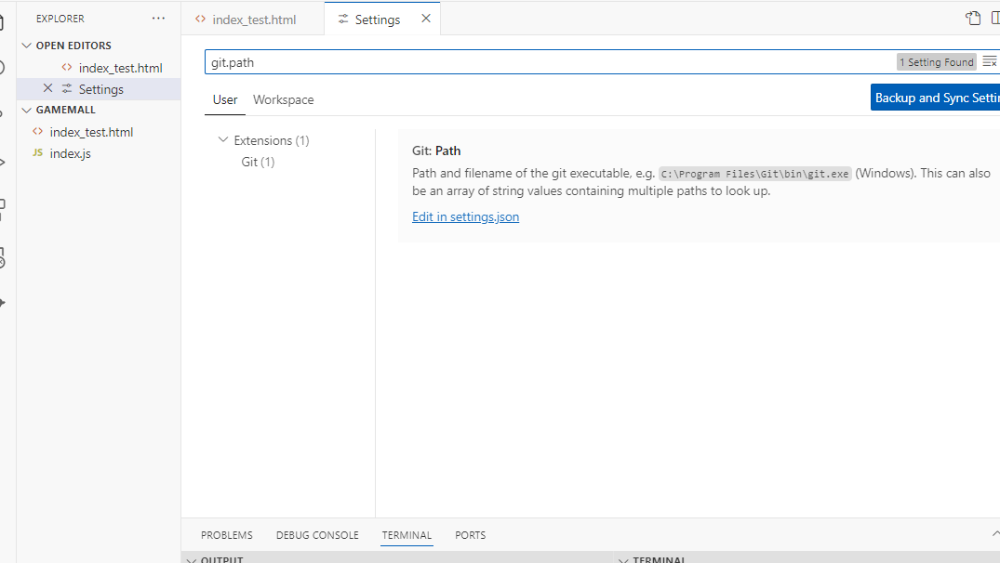 EXPLORER
...
<> index_test.html
Settings
OPEN EDITORS
<> index_test.html
Settings
GAMEMALL
<> index_test.html
JS index.js
git.path
1 Setting Found
User
Workspace
Backup and Sync Settin
Extensions (1)
Git (1)
Git: Path
Path and filename of the git executable, e.g. C:\Program Files\Git\bin\git.exe (Windows). This can also
be an array of string values containing multiple paths to look up.
Edit in settings.json
PROBLEMS
DEBUG CONSOLE
TERMINAL
PORTS
OUTPUT
TERMINAL